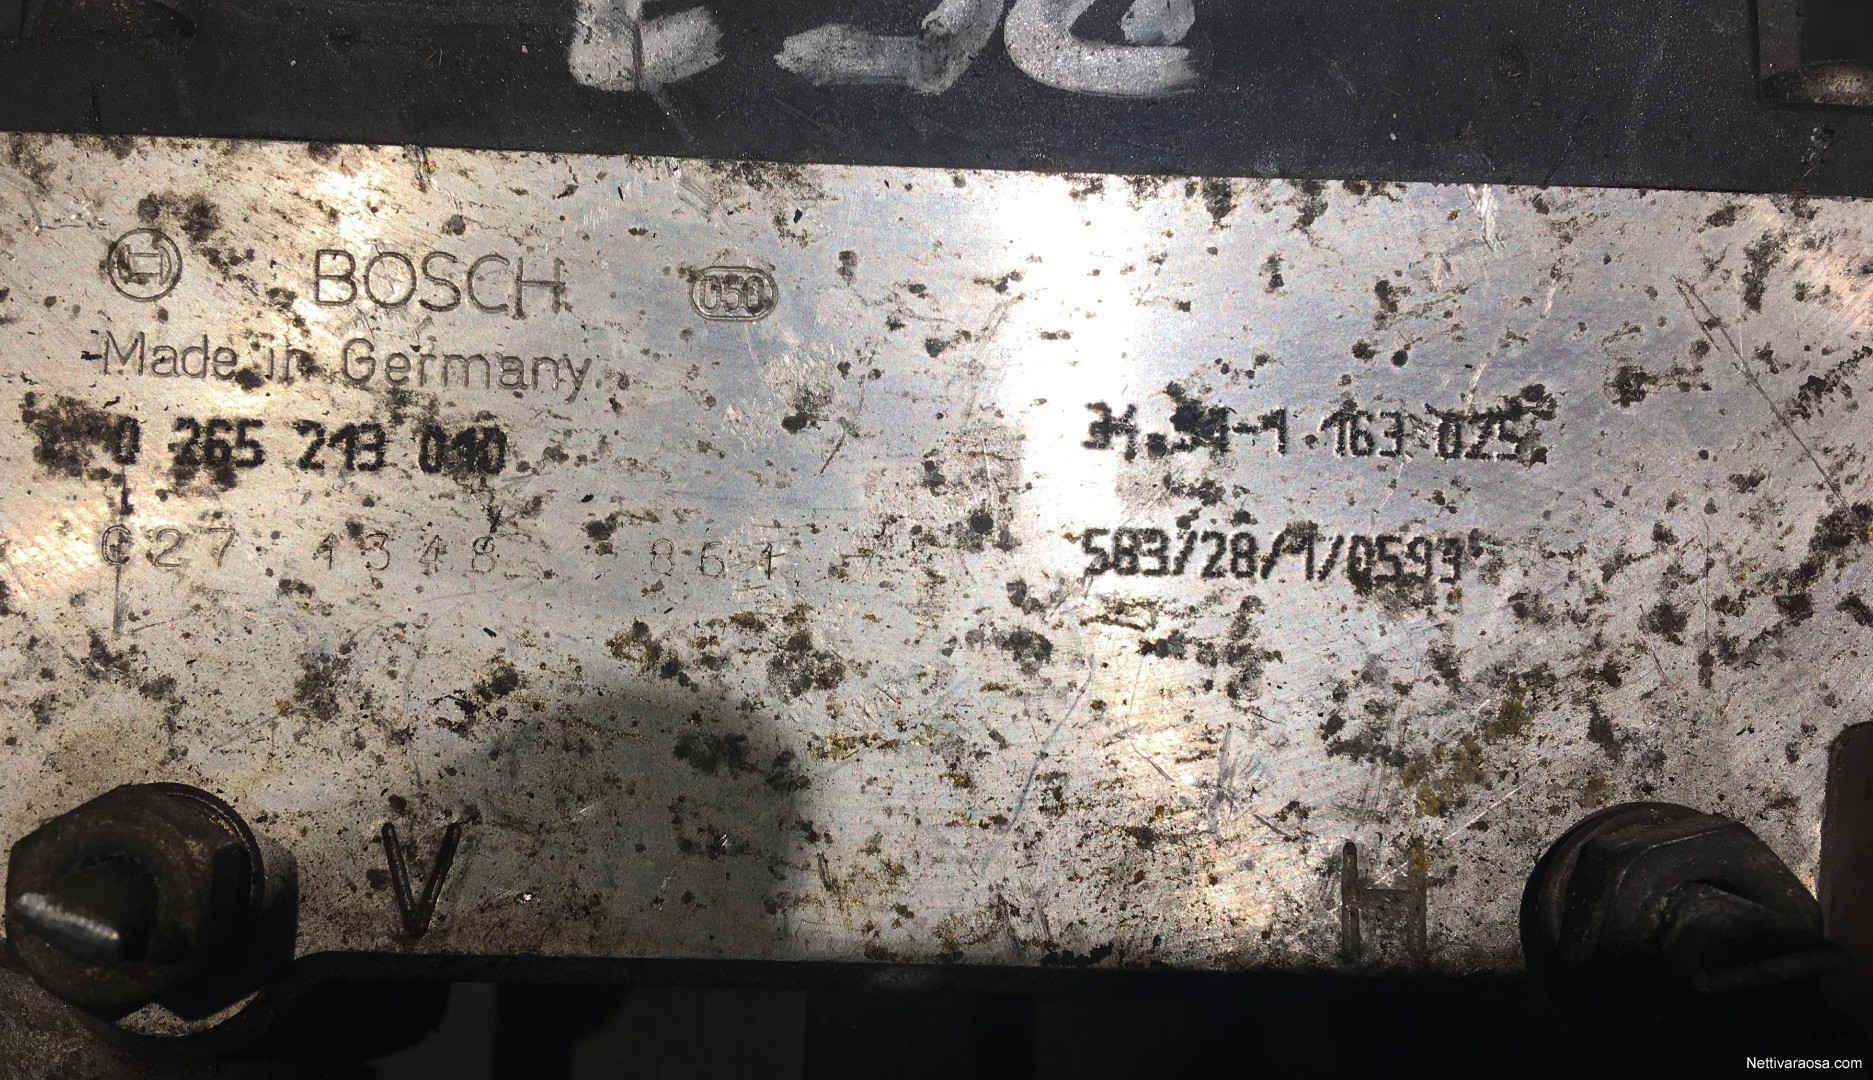 BOSCH 050
Made in Germany
0 265 213 010 34.51-1 163 025
C27 1348 861 583/28/1/0593
V H
Nettivaraosa.com